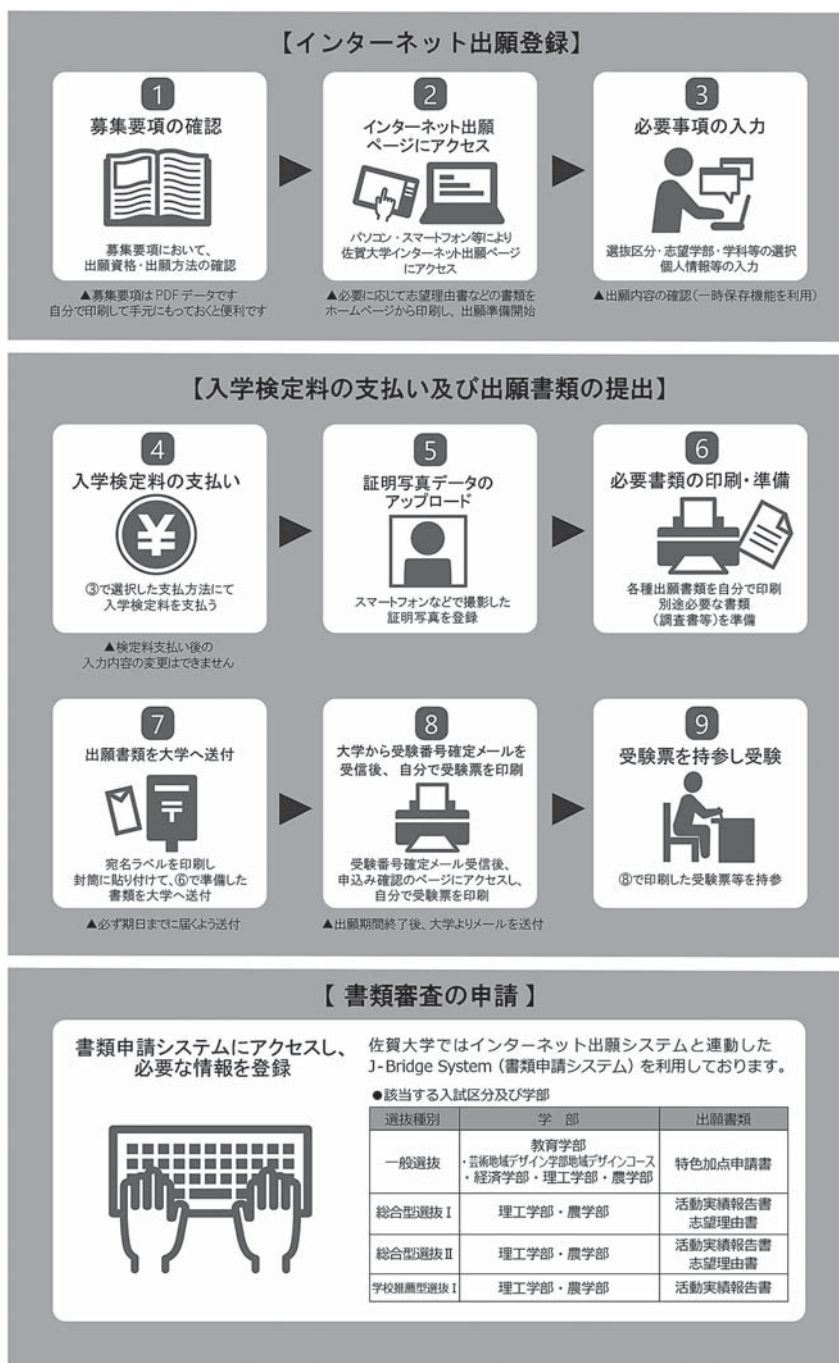 【インターネット出願登録】
1
募集要項の確認
募集要項において、
出願資格・出願方法の確認
▲募集要項はPDFデータです
自分で印刷して手元にもっておくと便利です
2
インターネット出願
ページにアクセス
パソコン・スマートフォン等により
佐賀大学インターネット出願ページ
にアクセス
▲必要に応じて志望理由書などの書類を
ホームページから印刷し、出願準備開始
3
必要事項の入力
選抜区分・志望学部・学科等の選択
個人情報等の入力
▲出願内容の確認(一時保存機能を利用)
【入学検定料の支払い及び出願書類の提出】
4
入学検定料の支払い
¥
③で選択した支払方法にて
入学検定料を支払う
▲検定料支払い後の
入力内容の変更はできません
5
証明写真データの
アップロード
スマートフォンなどで撮影した
証明写真を登録
6
必要書類の印刷・準備
各種出願書類を自分で印刷
別途必要な書類
(調査書等)を準備
7
出願書類を大学へ送付
〒
宛名ラベルを印刷し
封筒に貼り付けて、⑥で準備した
書類を大学へ送付
▲必ず期日までに届くよう送付
8
大学から受験番号確定メールを
受信後、自分で受験票を印刷
受験番号確定メール受信後、
申込み確認のページにアクセスし、
自分で受験票を印刷
▲出願期間終了後、大学よりメールを送付
9
受験票を持参し受験
⑧で印刷した受験票等を持参
【書類審査の申請】
書類申請システムにアクセスし、
必要な情報を登録
佐賀大学ではインターネット出願システムと連動した
J-Bridge System(書類申請システム)を利用しております。
●該当する入試区分及び学部
選抜種別 学 部 出願書類
一般選抜 教育学部
・芸術地域デザイン学部地域デザインコース
・経済学部・理工学部・農学部 特色加点申請書
総合型選抜Ⅰ 理工学部・農学部 活動実績報告書
志望理由書
総合型選抜Ⅱ 理工学部・農学部 活動実績報告書
志望理由書
学校推薦型選抜Ⅰ 理工学部・農学部 活動実績報告書